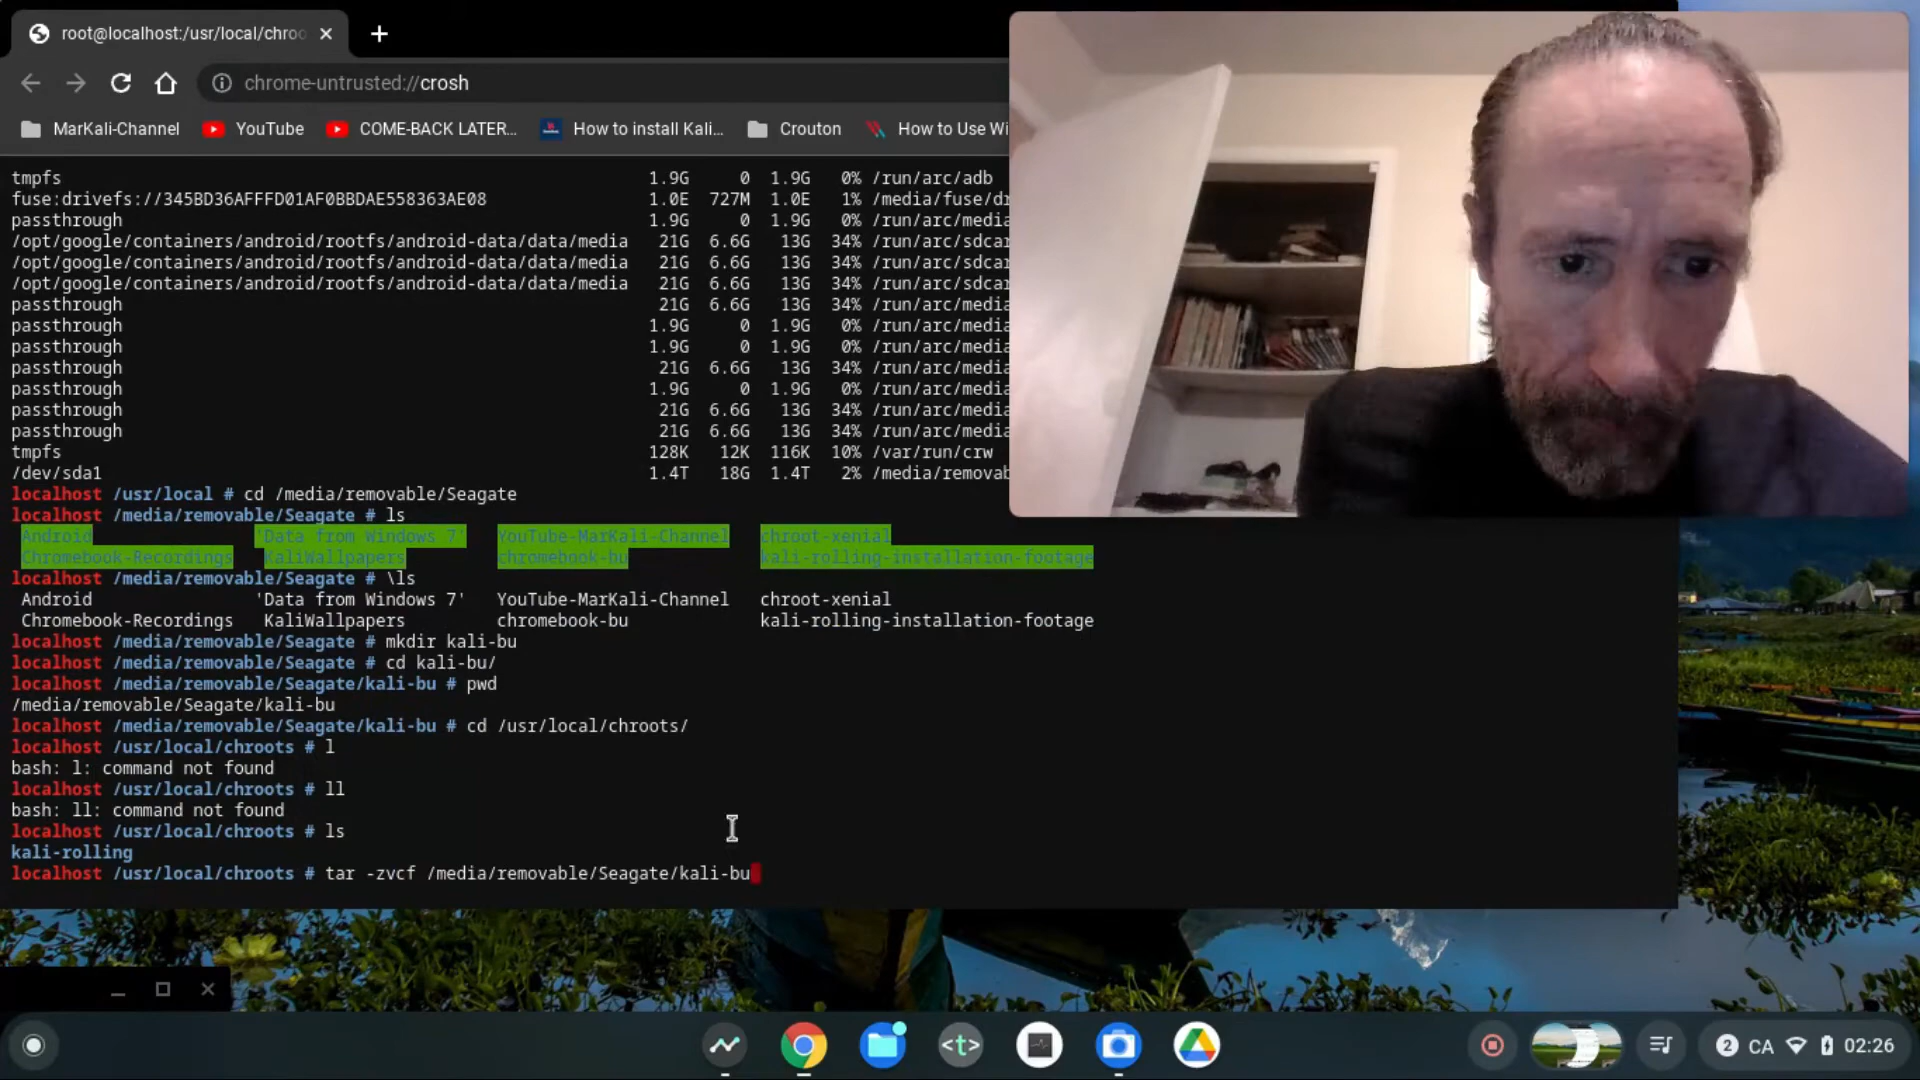 root@localhost:/usr/local/chroo
chrome-untrusted://crosh
MarKali-Channel YouTube COME-BACK LATER... How to install Kali... Crouton How to Use Wi
tmpfs 1.9G 0 1.9G 0% /run/arc/adb
fuse:drivefs://345BD36AFFFD01AF0BBDAE558363AE08 1.0E 727M 1.0E 1% /media/fuse/dr
passthrough 1.9G 0 1.9G 0% /run/arc/media
/opt/google/containers/android/rootfs/android-data/data/media 21G 6.6G 13G 34% /run/arc/sdcar
/opt/google/containers/android/rootfs/android-data/data/media 21G 6.6G 13G 34% /run/arc/sdcar
/opt/google/containers/android/rootfs/android-data/data/media 21G 6.6G 13G 34% /run/arc/sdcar
passthrough 21G 6.6G 13G 34% /run/arc/media
passthrough 1.9G 0 1.9G 0% /run/arc/media
passthrough 1.9G 0 1.9G 0% /run/arc/media
passthrough 21G 6.6G 13G 34% /run/arc/media
passthrough 1.9G 0 1.9G 0% /run/arc/media
passthrough 21G 6.6G 13G 34% /run/arc/media
passthrough 21G 6.6G 13G 34% /run/arc/media
tmpfs 128K 12K 116K 10% /var/run/crw
/dev/sda1 1.4T 18G 1.4T 2% /media/removab
localhost /usr/local # cd /media/removable/Seagate
localhost /media/removable/Seagate # ls
Android 'Data from Windows 7' YouTube-MarKali-Channel chroot-xenial
Chromebook-Recordings KaliWallpapers chromebook-bu kali-rolling-installation-footage
localhost /media/removable/Seagate # \ls
Android 'Data from Windows 7' YouTube-MarKali-Channel chroot-xenial
Chromebook-Recordings KaliWallpapers chromebook-bu kali-rolling-installation-footage
localhost /media/removable/Seagate # mkdir kali-bu
localhost /media/removable/Seagate # cd kali-bu/
localhost /media/removable/Seagate/kali-bu # pwd
/media/removable/Seagate/kali-bu
localhost /media/removable/Seagate/kali-bu # cd /usr/local/chroots/
localhost /usr/local/chroots # l
bash: l: command not found
localhost /usr/local/chroots # ll
bash: ll: command not found
localhost /usr/local/chroots # ls
kali-rolling
localhost /usr/local/chroots # tar -zvcf /media/removable/Seagate/kali-bu
<t> 2 CA 02:26